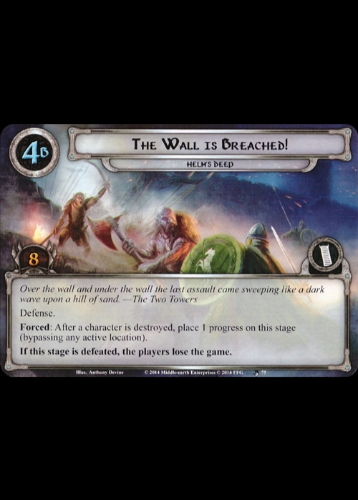 4B
THE WALL IS BREACHED!
HELM'S DEEP
8
Over the wall and under the wall the last assault came sweeping like a dark
wave upon a hill of sand. —The Two Towers
Defense.
Forced: After a character is destroyed, place 1 progress on this stage
(bypassing any active location).
If this stage is defeated, the players lose the game.
Illus. Anthony Devine
© 2014 Middle-earth Enterprises © 2014 FFG.